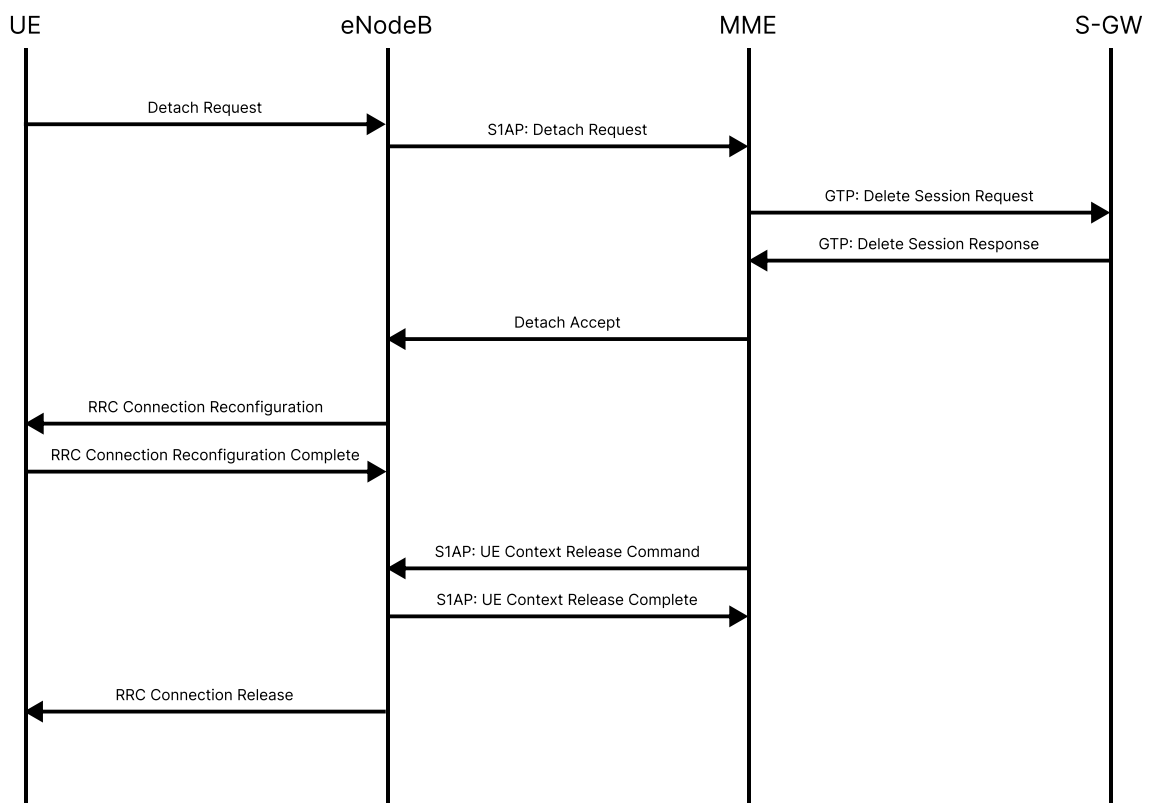 UE
eNodeB
MME
S-GW
Detach Request
S1AP: Detach Request
GTP: Delete Session Request
GTP: Delete Session Response
Detach Accept
RRC Connection Reconfiguration
RRC Connection Reconfiguration Complete
S1AP: UE Context Release Command
S1AP: UE Context Release Complete
RRC Connection Release